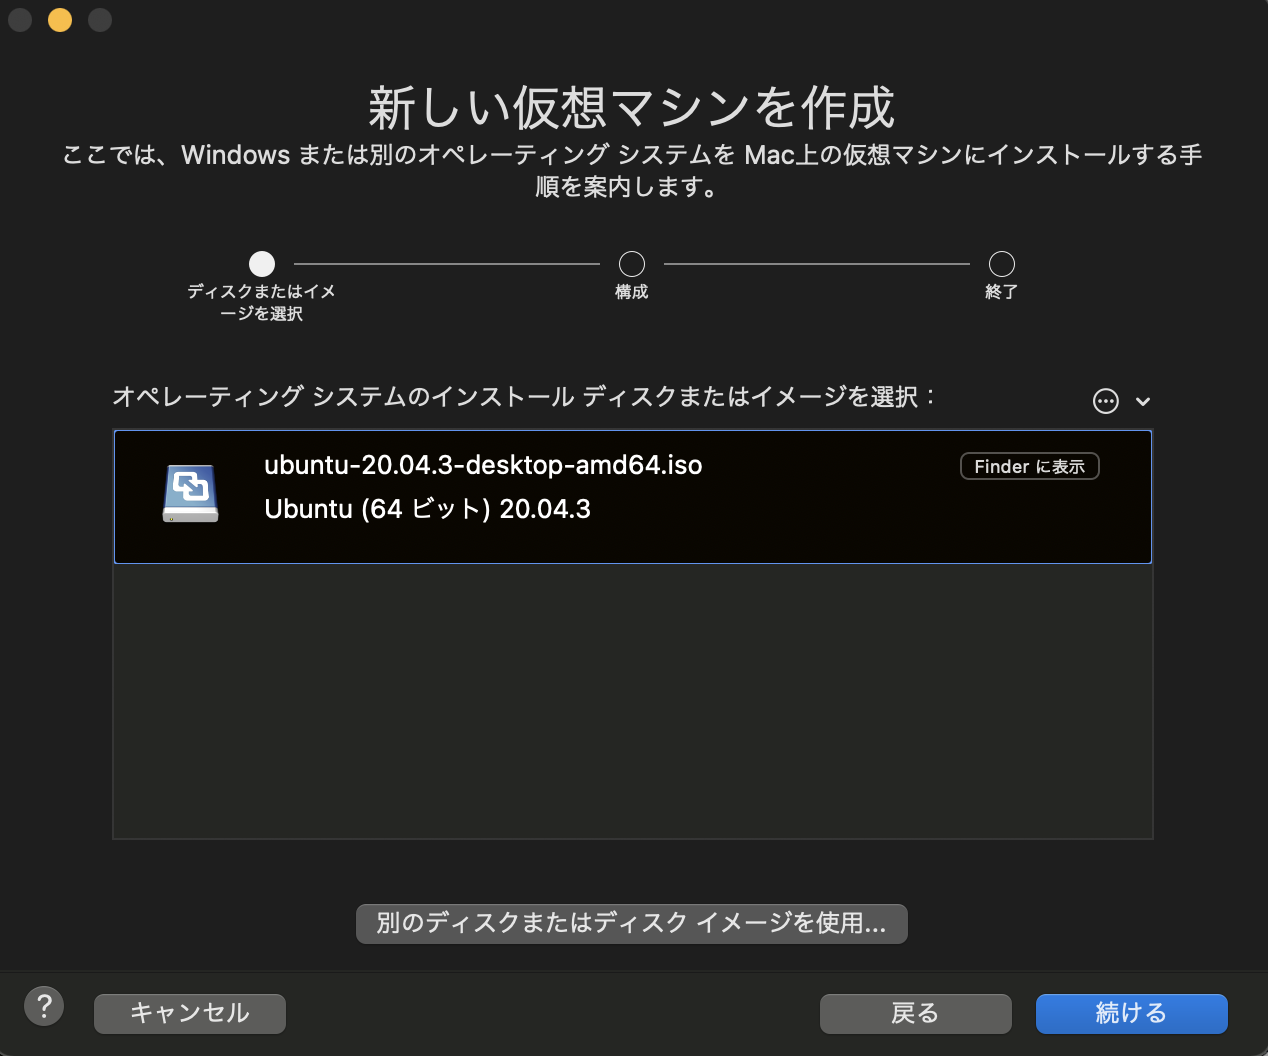 新しい仮想マシンを作成
ここでは、Windows または別のオペレーティング システムを Mac上の仮想マシンにインストールする手
順を案内します。
ディスクまたはイメ
ージを選択
構成
終了
オペレーティング システムのインストール ディスクまたはイメージを選択：
ubuntu-20.04.3-desktop-amd64.iso
Finder に表示
Ubuntu (64 ビット) 20.04.3
別のディスクまたはディスク イメージを使用...
?
キャンセル
戻る
続ける